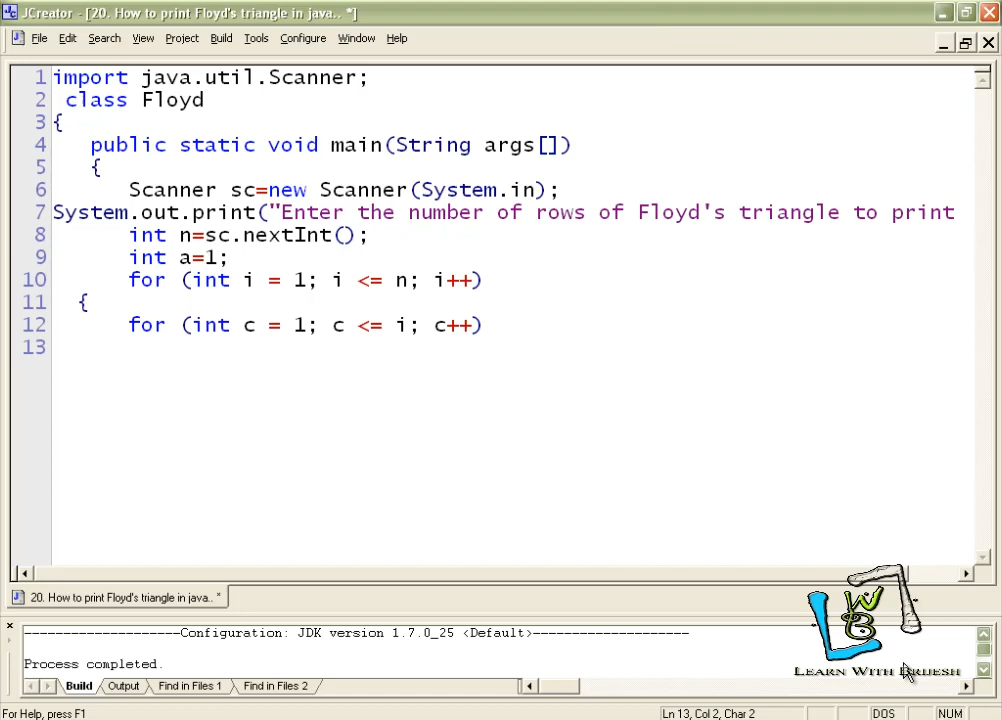 JCreator - [20. How to print Floyd's triangle in java.. *]
File Edit Search View Project Build Tools Configure Window Help
1 import java.util.Scanner;
2 class Floyd
3 {
4 public static void main(String args[])
5 {
6 Scanner sc=new Scanner(System.in);
7 System.out.print("Enter the number of rows of Floyd's triangle to print
8 int n=sc.nextInt();
9 int a=1;
10 for (int i = 1; i <= n; i++)
11 {
12 for (int c = 1; c <= i; c++)
13
20. How to print Floyd's triangle in java.. *
--------------------Configuration: JDK version 1.7.0_25 <Default>--------------------
Process completed.
Build Output Find in Files 1 Find in Files 2
LWB
LEARN WITH BRIJESH
For Help, press F1 Ln 13, Col 2, Char 2 DOS NUM